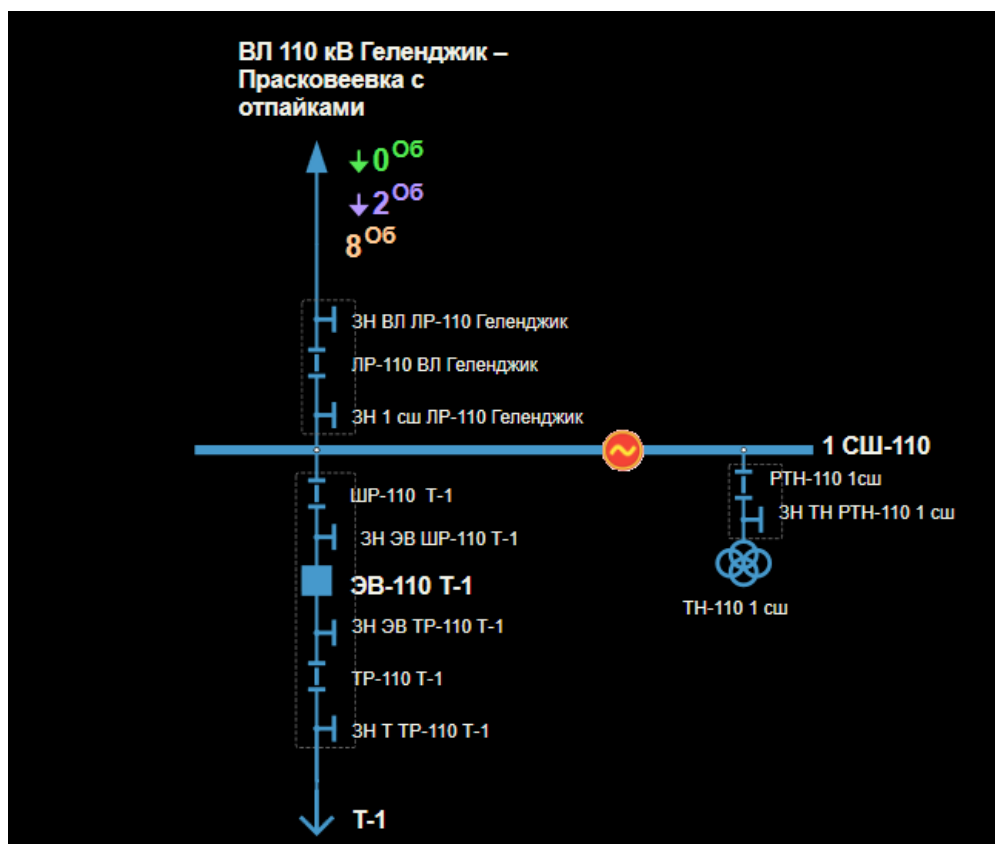 ВЛ 110 кВ Геленджик –
Прасковеевка с
отпайками
0Об
2Об
8Об
ЗН ВЛ ЛР-110 Геленджик
ЛР-110 ВЛ Геленджик
ЗН 1 сш ЛР-110 Геленджик
1 СШ-110
РТН-110 1сш
ШР-110 Т-1
ЗН ТН РТН-110 1 сш
ЗН ЭВ ШР-110 Т-1
ЭВ-110 Т-1
ТН-110 1 сш
ЗН ЭВ ТР-110 Т-1
ТР-110 Т-1
ЗН Т ТР-110 Т-1
Т-1